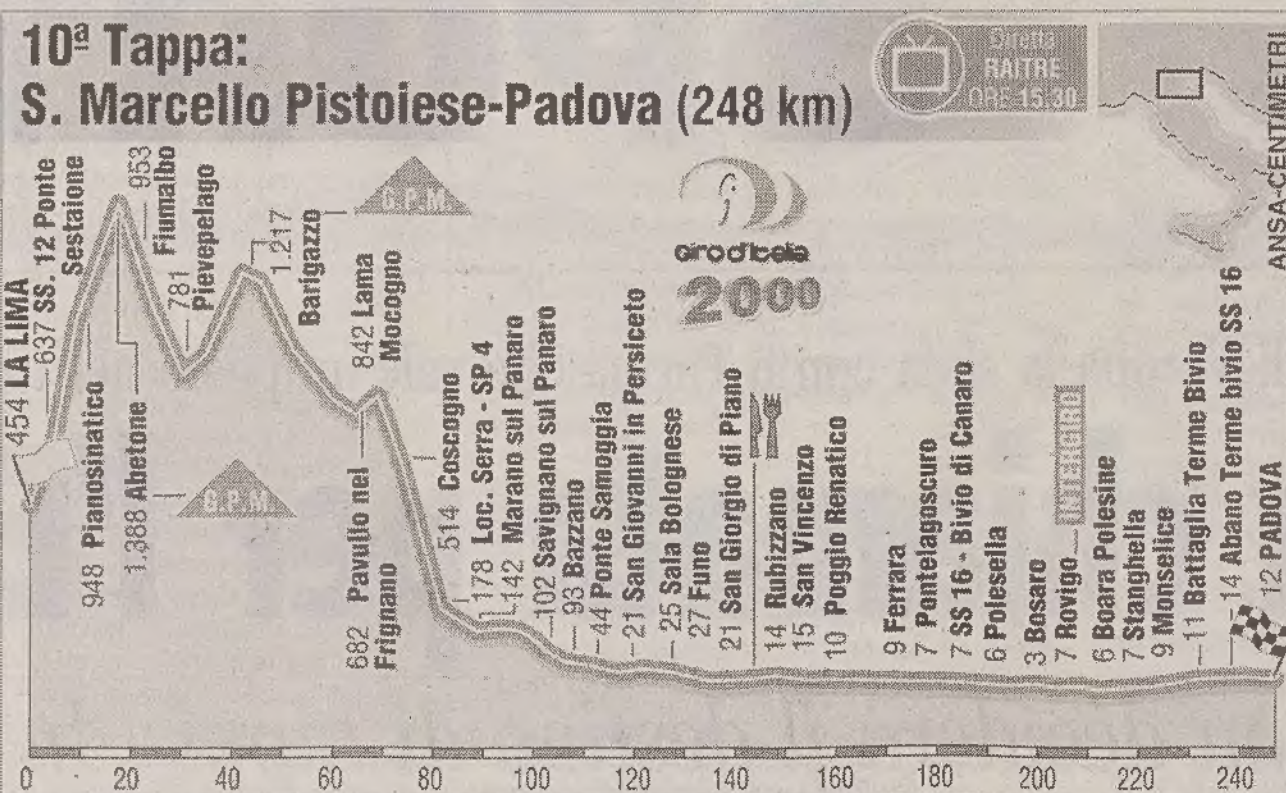 10ª Tappa:
S. Marcello Pistoiese-Padova (248 km)
Diretta
RAITRE
ORE 15.30
ANSA-CENTIMETRI
Giro d'Italia
2000
454 LA LIMA
637 SS. 12 Ponte
Sestaione
948 Pianosinatico
1.388 Abetone
G.P.M.
953
Fiumalbo
781
Pievepelago
1.217
Barigazzo
G.P.M.
682 Pavullo nel
Frignano
842 Lama
Mocogno
514 Coscogno
178 Loc. Serra - SP 4
142 Marano sul Panaro
102 Savignano sul Panaro
93 Bazzano
44 Ponte Samoggia
21 San Giovanni in Persiceto
25 Sala Bolognese
27 Funo
21 San Giorgio di Piano
14 Rubizzano
15 San Vincenzo
10 Poggio Renatico
9 Ferrara
7 Pontelagoscuro
7 SS 16 - Bivio di Canaro
6 Polesella
3 Bosaro
7 Rovigo
INTERGIRO
6 Boara Polesine
7 Stanghella
9 Monselice
11 Battaglia Terme Bivio
14 Abano Terme bivio SS 16
12 PADOVA
0 20 40 60 80 100 120 140 160 180 200 220 240